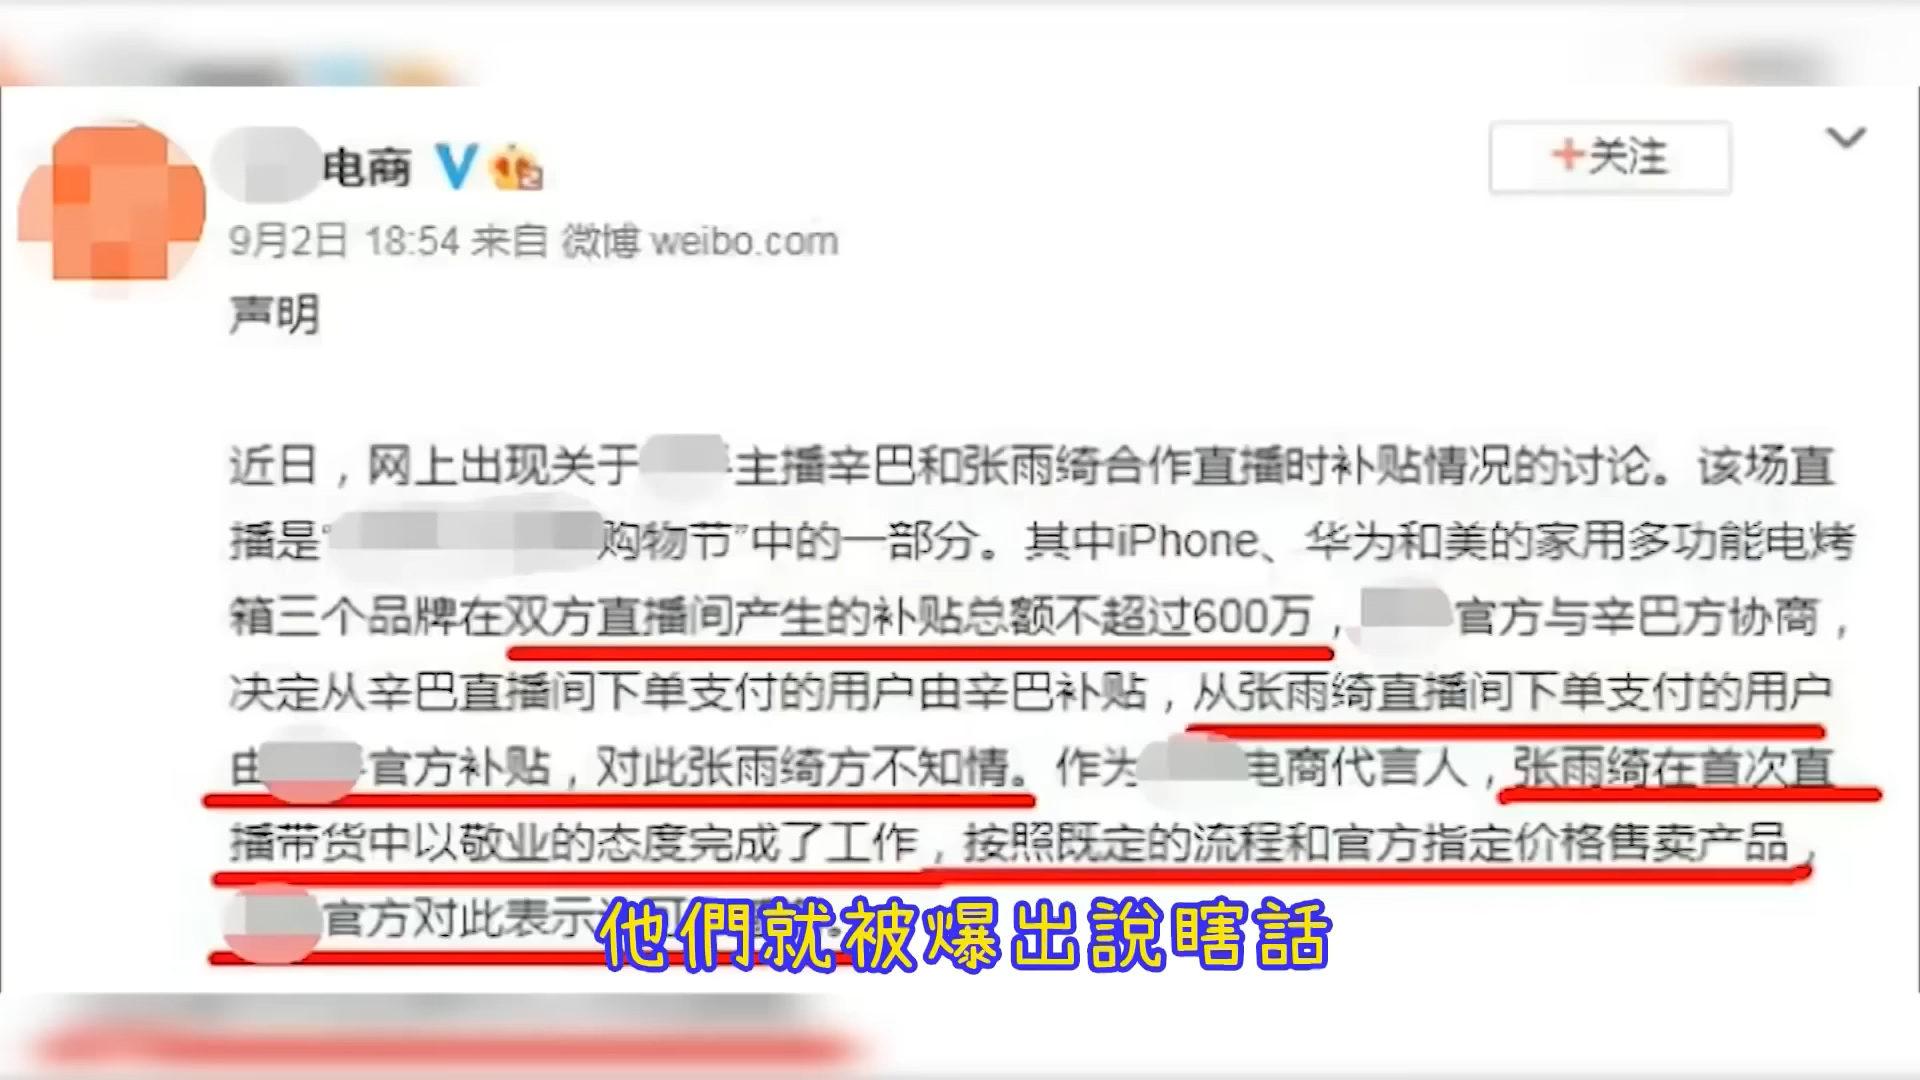 电商
+关注
9月2日 18:54 来自 微博 weibo.com
声明
近日，网上出现关于 主播辛巴和张雨绮合作直播时补贴情况的讨论。该场直
播是“ 购物节”中的一部分。其中iPhone、华为和美的家用多功能电烤
箱三个品牌在双方直播间产生的补贴总额不超过600万， 官方与辛巴方协商，
决定从辛巴直播间下单支付的用户由辛巴补贴，从张雨绮直播间下单支付的用户
由 官方补贴，对此张雨绮方不知情。作为 电商代言人，张雨绮在首次直
播带货中以敬业的态度完成了工作，按照既定的流程和官方指定价格售卖产品，
官方对此表示
他們就被爆出說瞎話